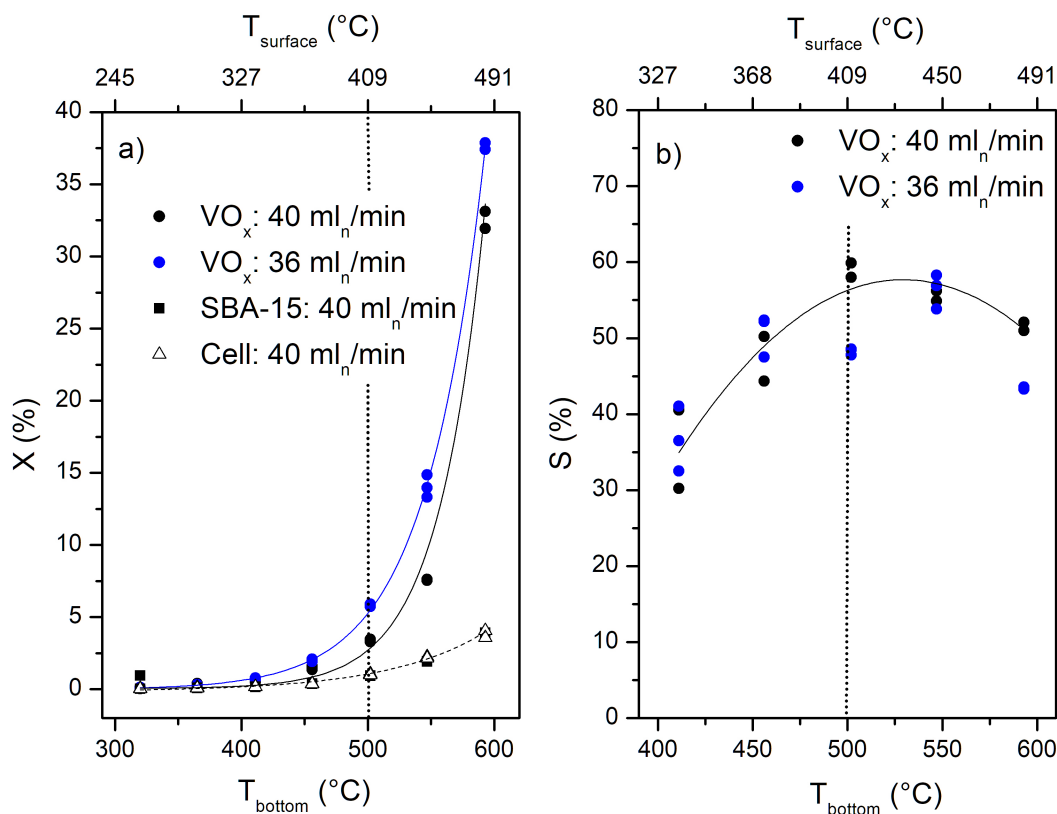 T_surface (°C)
245 327 409 491
40
35
30
25
20
15
10
5
0
X (%)
a)
VO_x: 40 ml_n/min
VO_x: 36 ml_n/min
SBA-15: 40 ml_n/min
Cell: 40 ml_n/min
300 400 500 600
T_bottom (°C)
T_surface (°C)
327 368 409 450 491
80
70
60
50
40
30
20
10
0
S (%)
b)
VO_x: 40 ml_n/min
VO_x: 36 ml_n/min
400 450 500 550 600
T_bottom (°C)